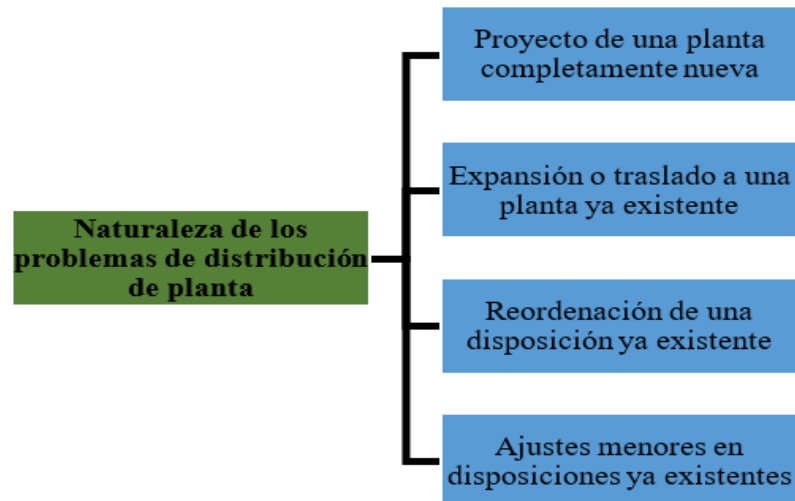 Naturaleza de los
problemas de distribución
de planta
Proyecto de una planta
completamente nueva
Expansión o traslado a una
planta ya existente
Reordenación de una
disposición ya existente
Ajustes menores en
disposiciones ya existentes